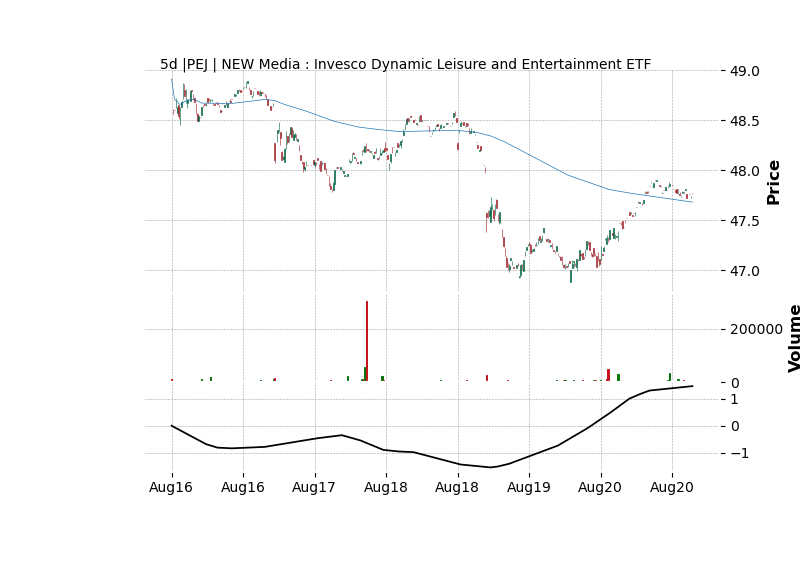 5d |PEJ | NEW Media : Invesco Dynamic Leisure and Entertainment ETF
49.0
48.5
48.0
47.5
47.0
Price
200000
0
Volume
1
0
−1
Aug16 Aug16 Aug17 Aug18 Aug18 Aug19 Aug20 Aug20